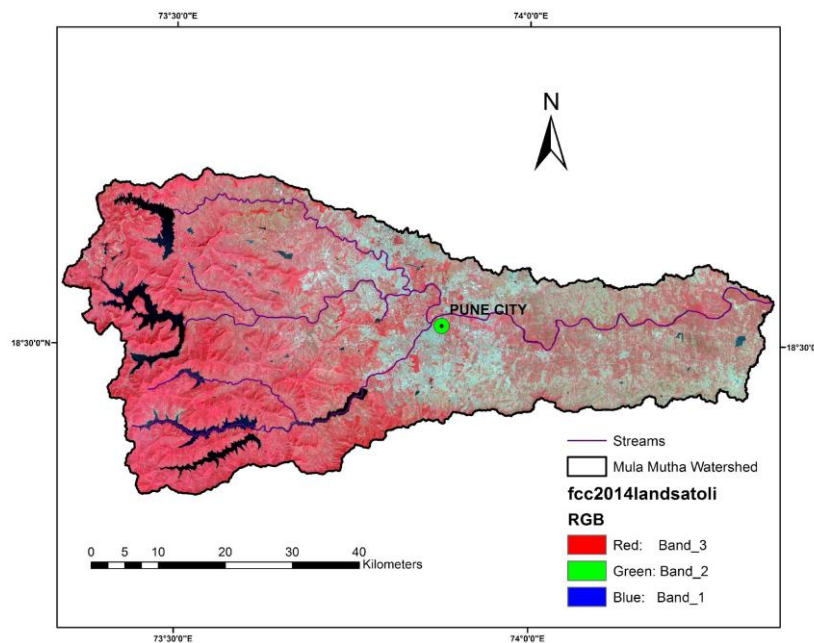 73°30'0"E
74°0'0"E
N
PUNE CITY
18°30'0"N
18°30'0"N
Streams
Mula Mutha Watershed
fcc2014landsatoli
RGB
Red: Band_3
Green: Band_2
Blue: Band_1
0 5 10 20 30 40
Kilometers
73°30'0"E
74°0'0"E